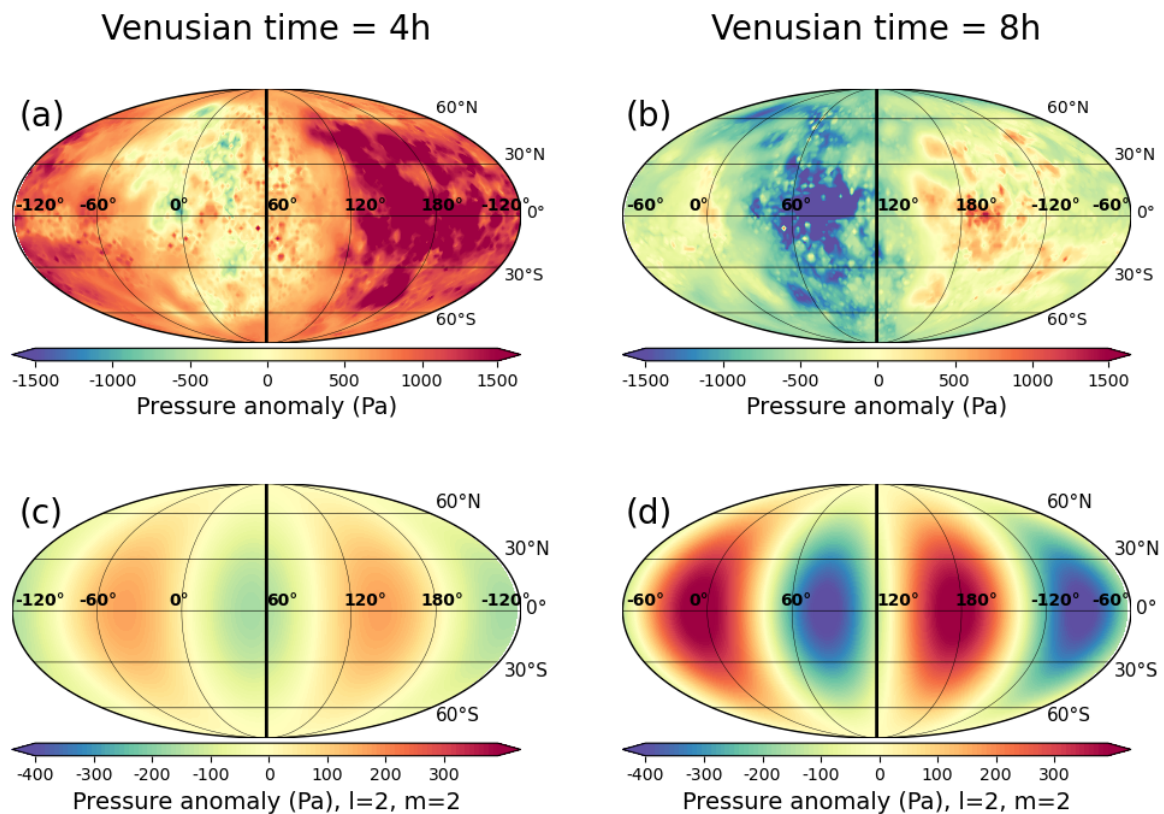 Venusian time = 4h
Venusian time = 8h
(a)
60°N
30°N
-120° -60° 0° 60° 120° 180° -120° 0°
30°S
60°S
-1500 -1000 -500 0 500 1000 1500
Pressure anomaly (Pa)
(b)
60°N
30°N
-60° 0° 60° 120° 180° -120° -60° 0°
30°S
60°S
-1500 -1000 -500 0 500 1000 1500
Pressure anomaly (Pa)
(c)
60°N
30°N
-120° -60° 0° 60° 120° 180° -120° 0°
30°S
60°S
-400 -300 -200 -100 0 100 200 300
Pressure anomaly (Pa), l=2, m=2
(d)
60°N
30°N
-60° 0° 60° 120° 180° -120° -60° 0°
30°S
60°S
-400 -300 -200 -100 0 100 200 300
Pressure anomaly (Pa), l=2, m=2